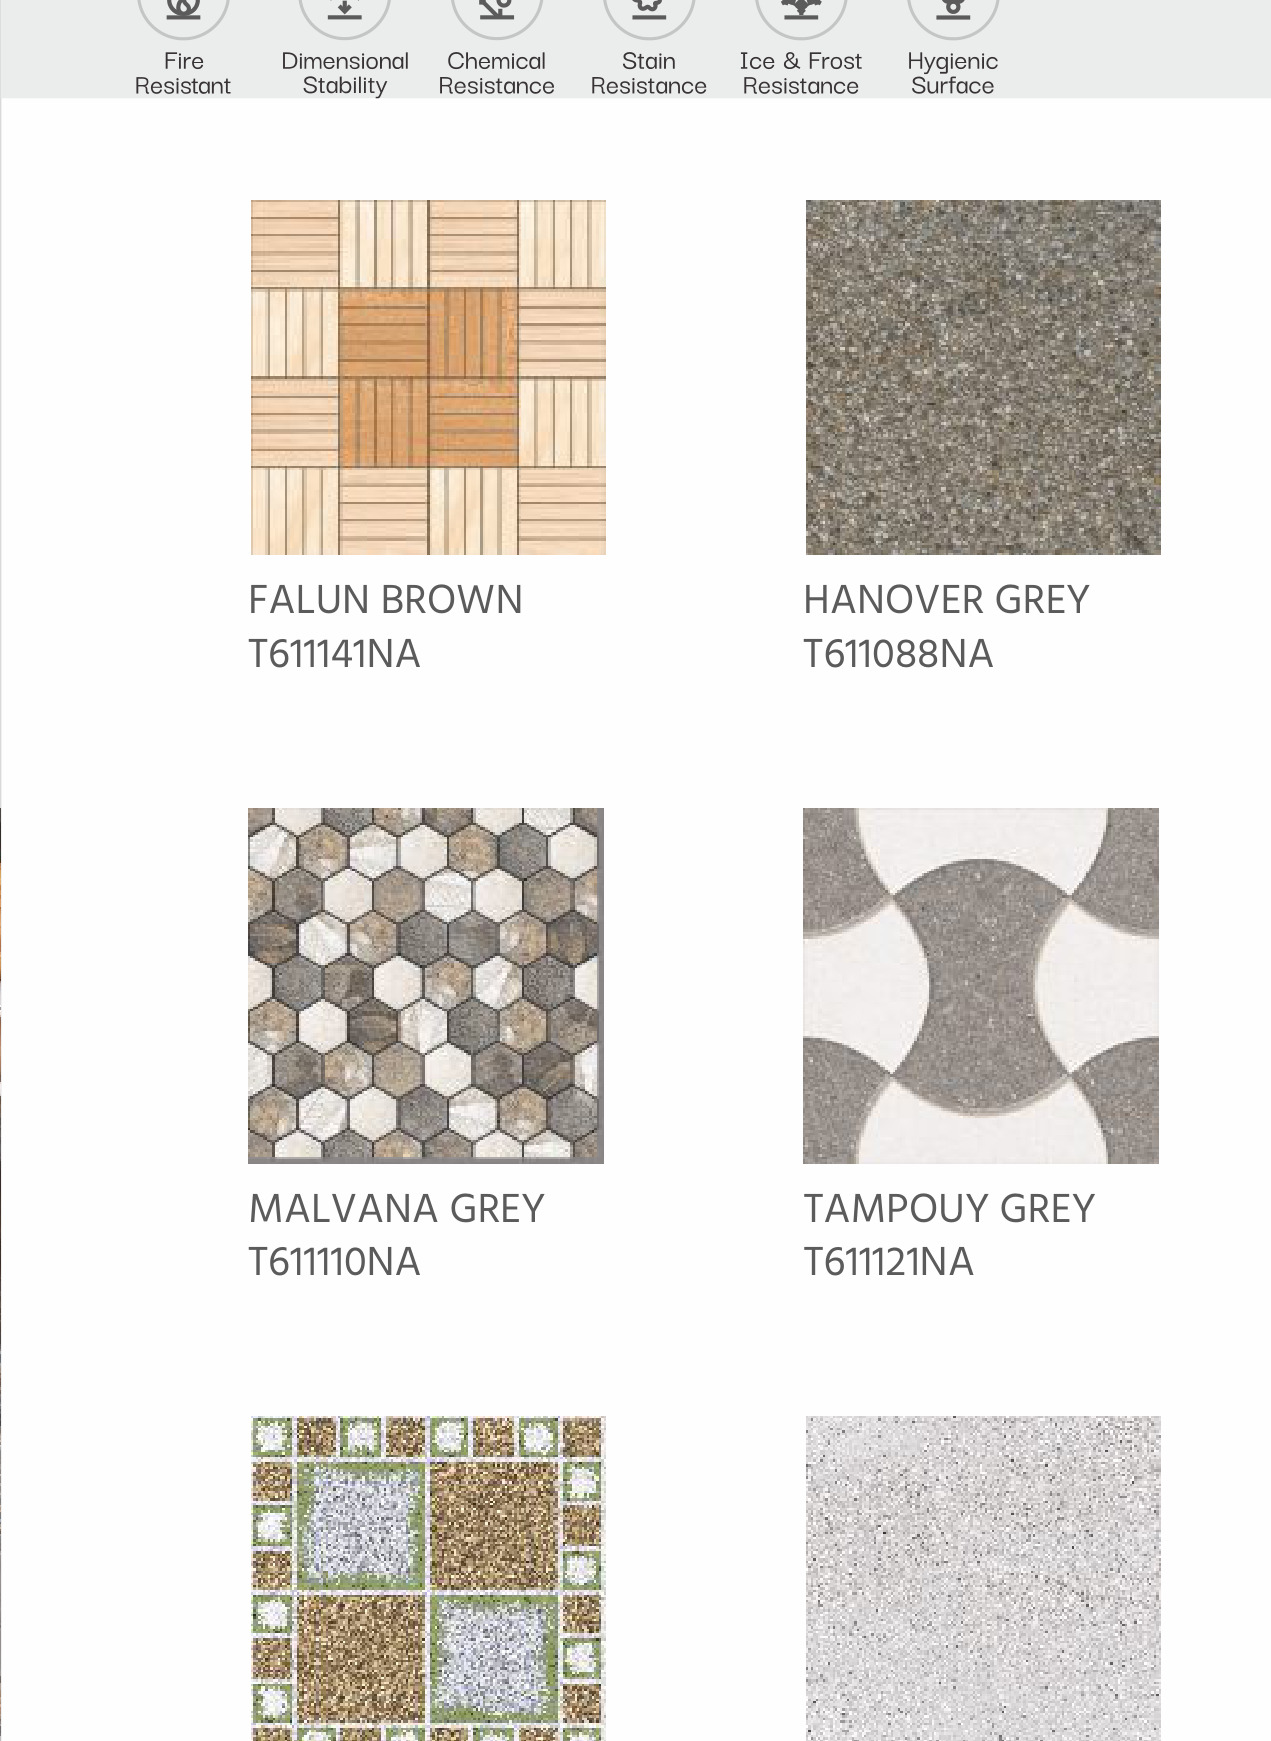 Fire
Resistant
Dimensional
Stability
Chemical
Resistance
Stain
Resistance
Ice & Frost
Resistance
Hygienic
Surface
FALUN BROWN
T611141NA
HANOVER GREY
T611088NA
MALVANA GREY
T611110NA
TAMPOUY GREY
T611121NA